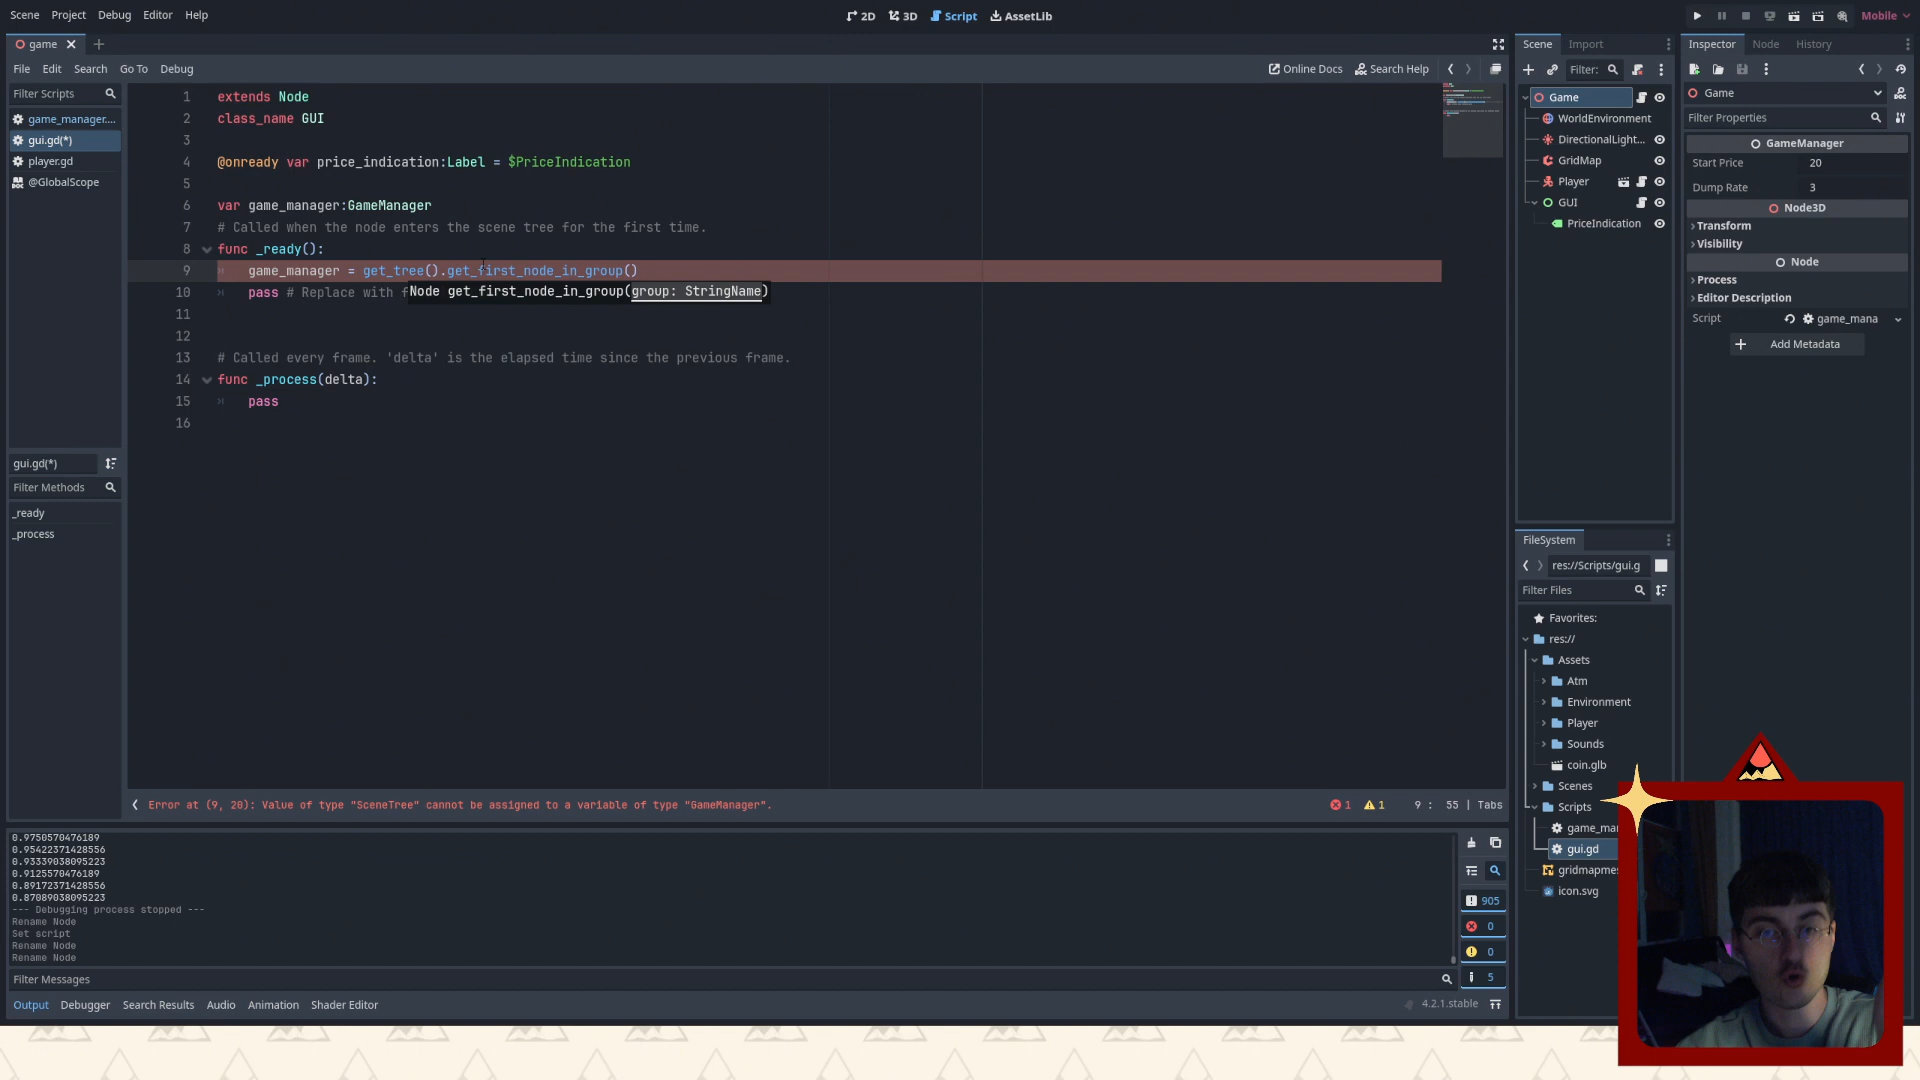 Scene Project Debug Editor Help
2D 3D Script AssetLib
Mobile
game
File Edit Search Go To Debug
Online Docs Search Help
Filter Scripts
game_manager....
gui.gd(*)
player.gd
@GlobalScope
gui.gd(*)
Filter Methods
_ready
_process
1 extends Node
2 class_name GUI
3
4 @onready var price_indication:Label = $PriceIndication
5
6 var game_manager:GameManager
7 # Called when the node enters the scene tree for the first time.
8 func _ready():
9 game_manager = get_tree().get_first_node_in_group()
10 pass # Replace with f
Node get_first_node_in_group(group: StringName)
11
12
13 # Called every frame. 'delta' is the elapsed time since the previous frame.
14 func _process(delta):
15 pass
16
Error at (9, 20): Value of type "SceneTree" cannot be assigned to a variable of type "GameManager".
1 1 9 : 55 | Tabs
0.9750570476189
0.95422371428556
0.93339038095223
0.9125570476189
0.89172371428556
0.87089038095223
--- Debugging process stopped ---
Rename Node
Set script
Rename Node
Rename Node
Filter Messages
905
0
0
5
Output Debugger Search Results Audio Animation Shader Editor
4.2.1.stable
Scene Import
Filter:
Game
WorldEnvironment
DirectionalLight...
GridMap
Player
GUI
PriceIndication
FileSystem
res://Scripts/gui.g
Filter Files
Favorites:
res://
Assets
Atm
Environment
Player
Sounds
coin.glb
Scenes
Scripts
game_mar
gui.gd
gridmapmes
icon.svg
Inspector Node History
Game
Filter Properties
GameManager
Start Price 20
Dump Rate 3
Node3D
Transform
Visibility
Node
Process
Editor Description
Script game_mana
Add Metadata